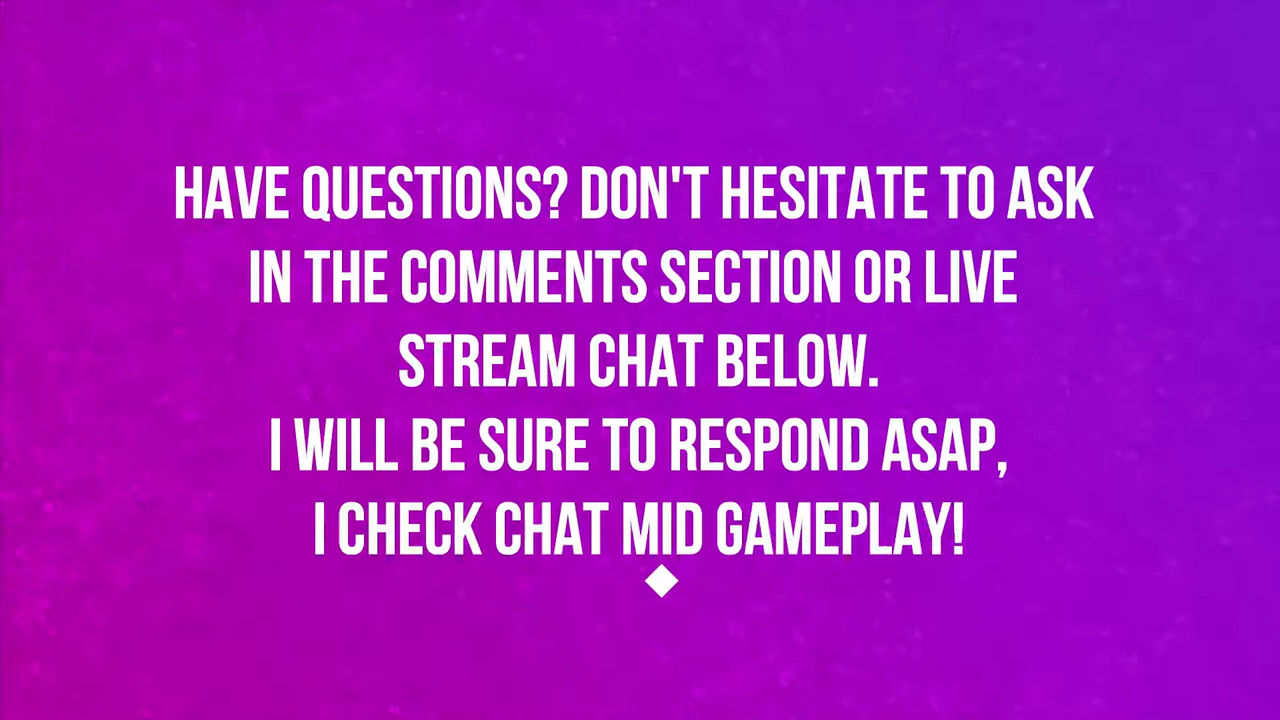 HAVE QUESTIONS? DON'T HESITATE TO ASK
IN THE COMMENTS SECTION OR LIVE
STREAM CHAT BELOW.
I WILL BE SURE TO RESPOND ASAP,
I CHECK CHAT MID GAMEPLAY!